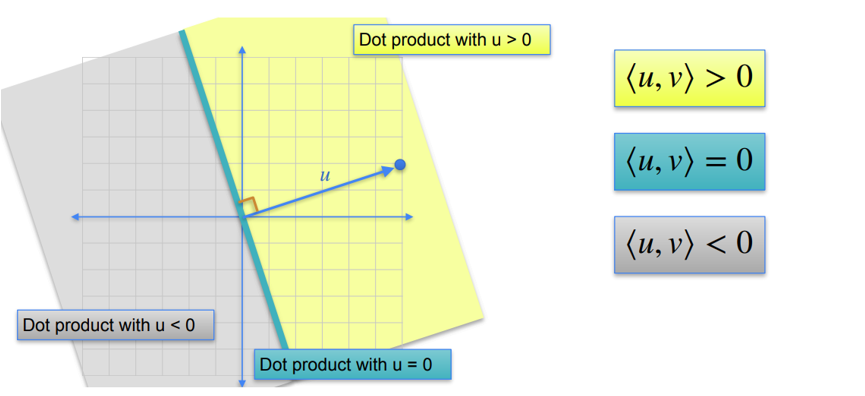 Dot product with u > 0
⟨u, v⟩ > 0
⟨u, v⟩ = 0
u
⟨u, v⟩ < 0
Dot product with u < 0
Dot product with u = 0